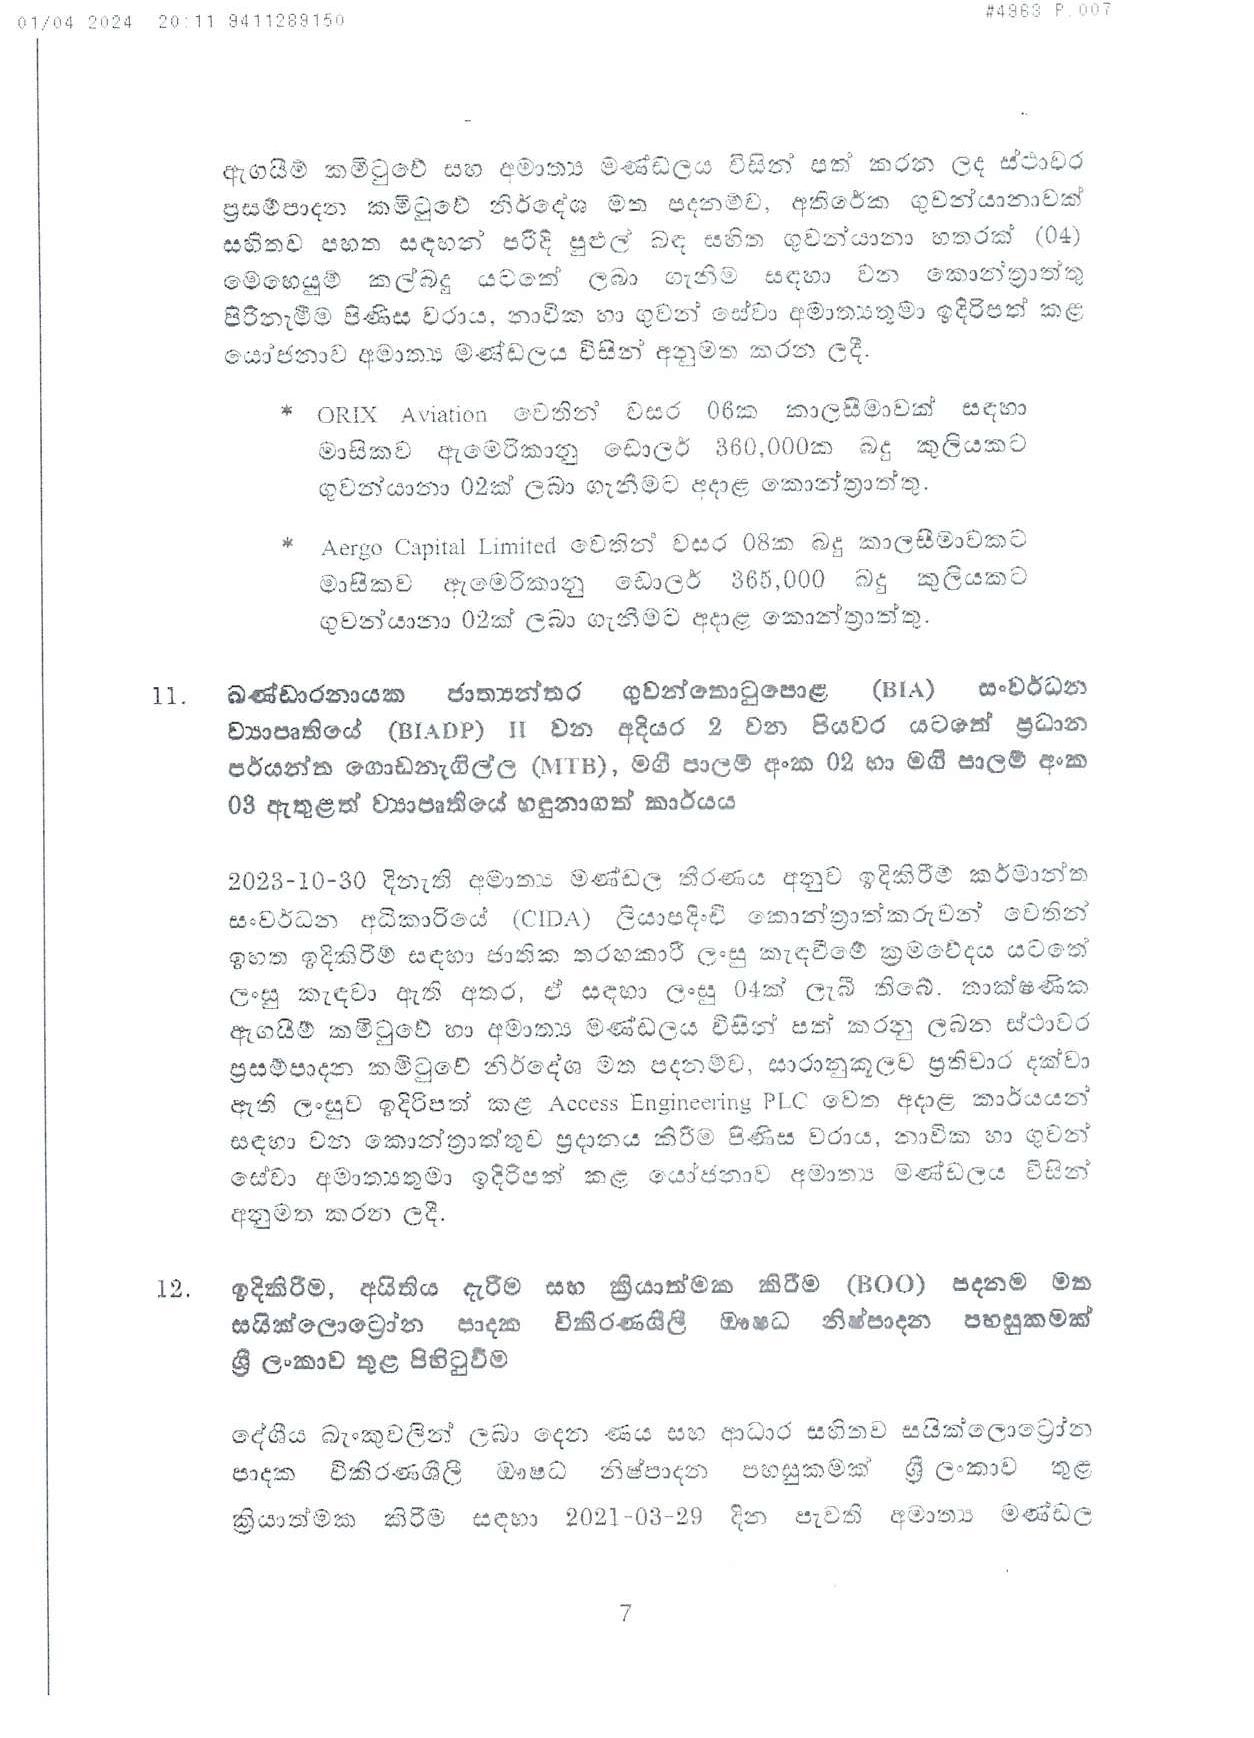 01/04 2024 20:11 9411289150 #4983 P.007
ඇගයීම් කමිටුවේ සහ අමාත්‍ය මණ්ඩලය විසින් පත් කරන ලද ස්ථාවර
ප්‍රසම්පාදන කමිටුවේ නිර්දේශ මත පදනම්ව, අතිරේක ගුවන්යානාවක්
සහිතව පහත සඳහන් පරිදි පුළුල් බඳ සහිත ගුවන්යානා හතරක් (04)
මෙහෙයුම් කල්බදු යටතේ ලබා ගැනීම සඳහා වන කොන්ත්‍රාත්තු
පිරිනැමීම පිණිස වරාය, නාවික හා ගුවන් සේවා අමාත්‍යතුමා ඉදිරිපත් කළ
යෝජනාව අමාත්‍ය මණ්ඩලය විසින් අනුමත කරන ලදී.
* ORIX Aviation වෙතින් වසර 06ක කාලසීමාවක් සඳහා
මාසිකව ඇමෙරිකානු ඩොලර් 360,000ක බදු කුලියකට
ගුවන්යානා 02ක් ලබා ගැනීමට අදාළ කොන්ත්‍රාත්තු.
* Aergo Capital Limited වෙතින් වසර 08ක බදු කාලසීමාවකට
මාසිකව ඇමෙරිකානු ඩොලර් 365,000 බදු කුලියකට
ගුවන්යානා 02ක් ලබා ගැනීමට අදාළ කොන්ත්‍රාත්තු.
11. බණ්ඩාරනායක ජාත්‍යන්තර ගුවන්තොටුපොළ (BIA) සංවර්ධන
ව්‍යාපෘතියේ (BIADP) II වන අදියර 2 වන පියවර යටතේ ප්‍රධාන
පර්යන්ත ගොඩනැගිල්ල (MTB), මගී පාලම් අංක 02 හා මගී පාලම් අංක
03 ඇතුළත් ව්‍යාපෘතියේ හඳුනාගත් කාර්යය
2023-10-30 දිනැති අමාත්‍ය මණ්ඩල තීරණය අනුව ඉදිකිරීම් කර්මාන්ත
සංවර්ධන අධිකාරියේ (CIDA) ලියාපදිංචි කොන්ත්‍රාත්කරුවන් වෙතින්
ඉහත ඉදිකිරීම් සඳහා ජාතික තරඟකාරී ලංසු කැඳවීමේ ක්‍රමවේදය යටතේ
ලංසු කැඳවා ඇති අතර, ඒ සඳහා ලංසු 04ක් ලැබී තිබේ. තාක්ෂණික
ඇගයීම් කමිටුවේ හා අමාත්‍ය මණ්ඩලය විසින් පත් කරනු ලබන ස්ථාවර
ප්‍රසම්පාදන කමිටුවේ නිර්දේශ මත පදනම්ව, සාරානුකූලව ප්‍රතිචාර දක්වා
ඇති ලංසුව ඉදිරිපත් කළ Access Engineering PLC වෙත අදාළ කාර්යයන්
සඳහා වන කොන්ත්‍රාත්තුව ප්‍රදානය කිරීම පිණිස වරාය, නාවික හා ගුවන්
සේවා අමාත්‍යතුමා ඉදිරිපත් කළ යෝජනාව අමාත්‍ය මණ්ඩලය විසින්
අනුමත කරන ලදී.
12. ඉදිකිරීම, අයිතිය දැරීම සහ ක්‍රියාත්මක කිරීම (BOO) පදනම මත
සයික්ලොට්‍රෝන පාදක විකිරණශීලී ඖෂධ නිෂ්පාදන පහසුකමක්
ශ්‍රී ලංකාව තුළ පිහිටුවීම
දේශීය බැංකුවලින් ලබා දෙන ණය සහ ආධාර සහිතව සයික්ලොට්‍රෝන
පාදක විකිරණශීලී ඖෂධ නිෂ්පාදන පහසුකමක් ශ්‍රී ලංකාව තුළ
ක්‍රියාත්මක කිරීම සඳහා 2021-03-29 දින පැවති අමාත්‍ය මණ්ඩල
7